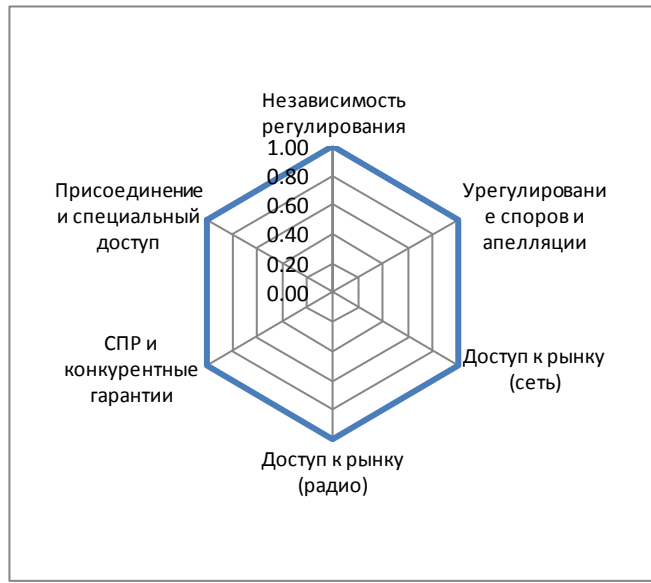 Независимость
регулирования
1.00
0.80
0.60
0.40
0.20
0.00
Урегулировани
е споров и
апелляции
Доступ к рынку
(сеть)
Доступ к рынку
(радио)
СПР и
конкурентные
гарантии
Присоединение
и специальный
доступ